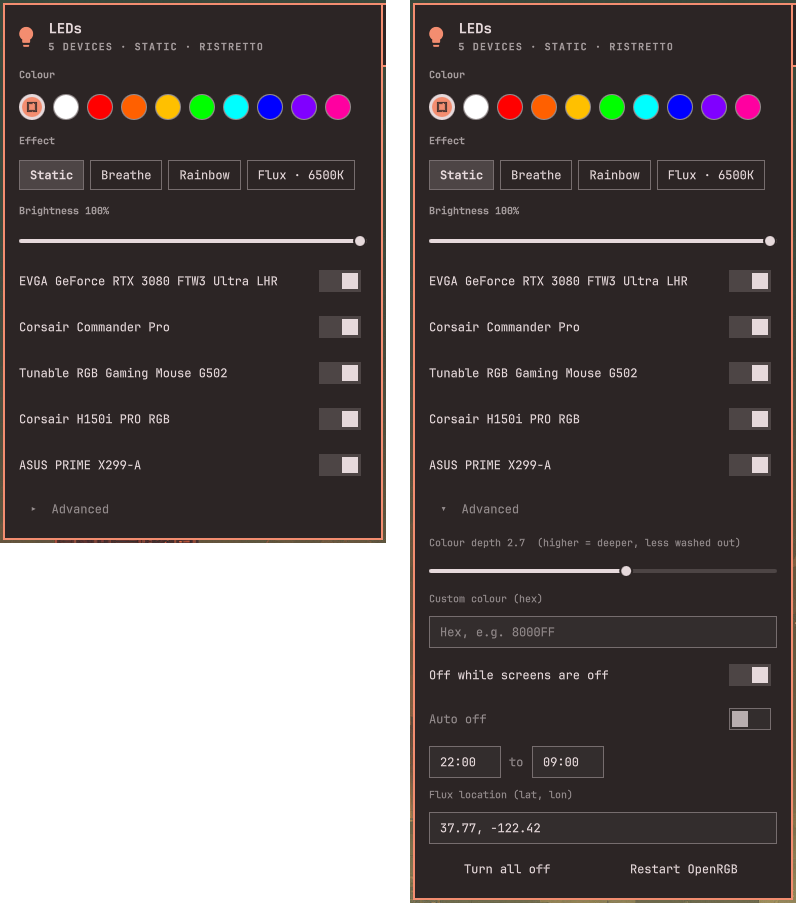 LEDs
5 DEVICES · STATIC · RISTRETTO
Colour
Effect
Static
Breathe
Rainbow
Flux · 6500K
Brightness 100%
EVGA GeForce RTX 3080 FTW3 Ultra LHR
Corsair Commander Pro
Tunable RGB Gaming Mouse G502
Corsair H150i PRO RGB
ASUS PRIME X299-A
▸ Advanced
LEDs
5 DEVICES · STATIC · RISTRETTO
Colour
Effect
Static
Breathe
Rainbow
Flux · 6500K
Brightness 100%
EVGA GeForce RTX 3080 FTW3 Ultra LHR
Corsair Commander Pro
Tunable RGB Gaming Mouse G502
Corsair H150i PRO RGB
ASUS PRIME X299-A
▾ Advanced
Colour depth 2.7 (higher = deeper, less washed out)
Custom colour (hex)
Hex, e.g. 8000FF
Off while screens are off
Auto off
22:00 to 09:00
Flux location (lat, lon)
37.77, -122.42
Turn all off
Restart OpenRGB